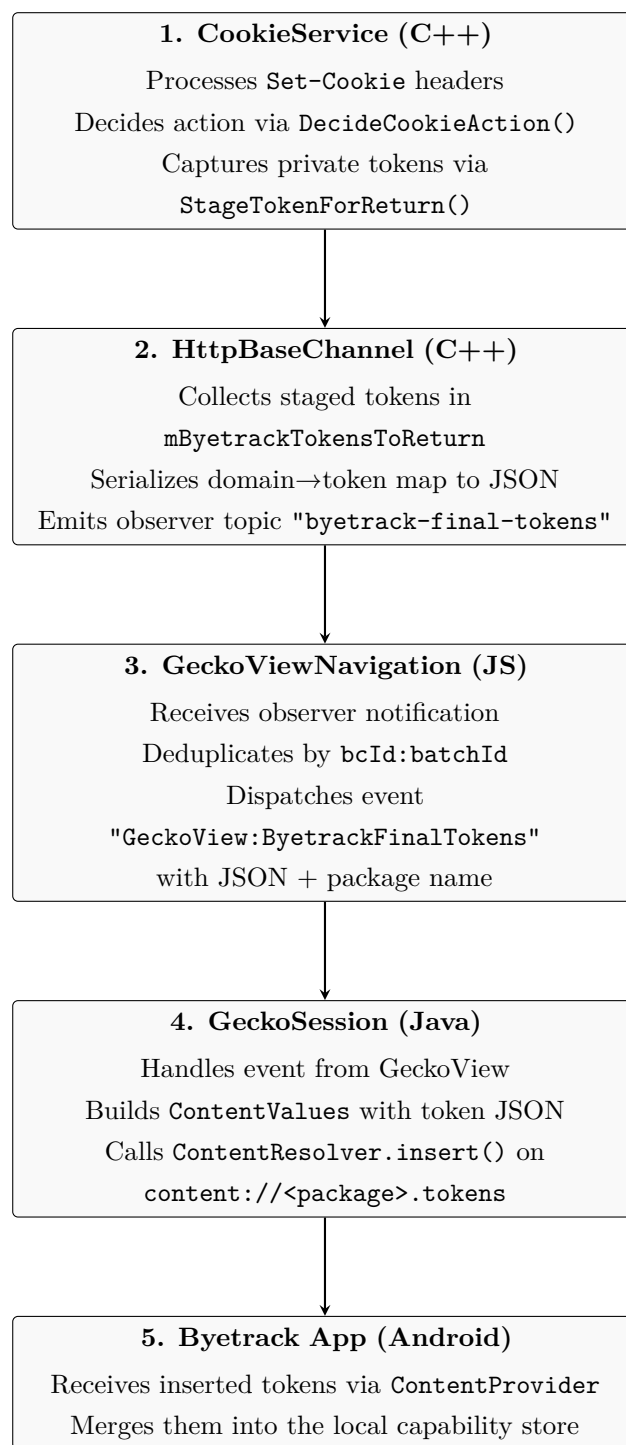 1. CookieService (C++)
Processes Set-Cookie headers
Decides action via DecideCookieAction()
Captures private tokens via
StageTokenForReturn()
2. HttpBaseChannel (C++)
Collects staged tokens in
mByetrackTokensToReturn
Serializes domain→token map to JSON
Emits observer topic "byetrack-final-tokens"
3. GeckoViewNavigation (JS)
Receives observer notification
Deduplicates by bcId:batchId
Dispatches event
"GeckoView:ByetrackFinalTokens"
with JSON + package name
4. GeckoSession (Java)
Handles event from GeckoView
Builds ContentValues with token JSON
Calls ContentResolver.insert() on
content://<package>.tokens
5. Byetrack App (Android)
Receives inserted tokens via ContentProvider
Merges them into the local capability store